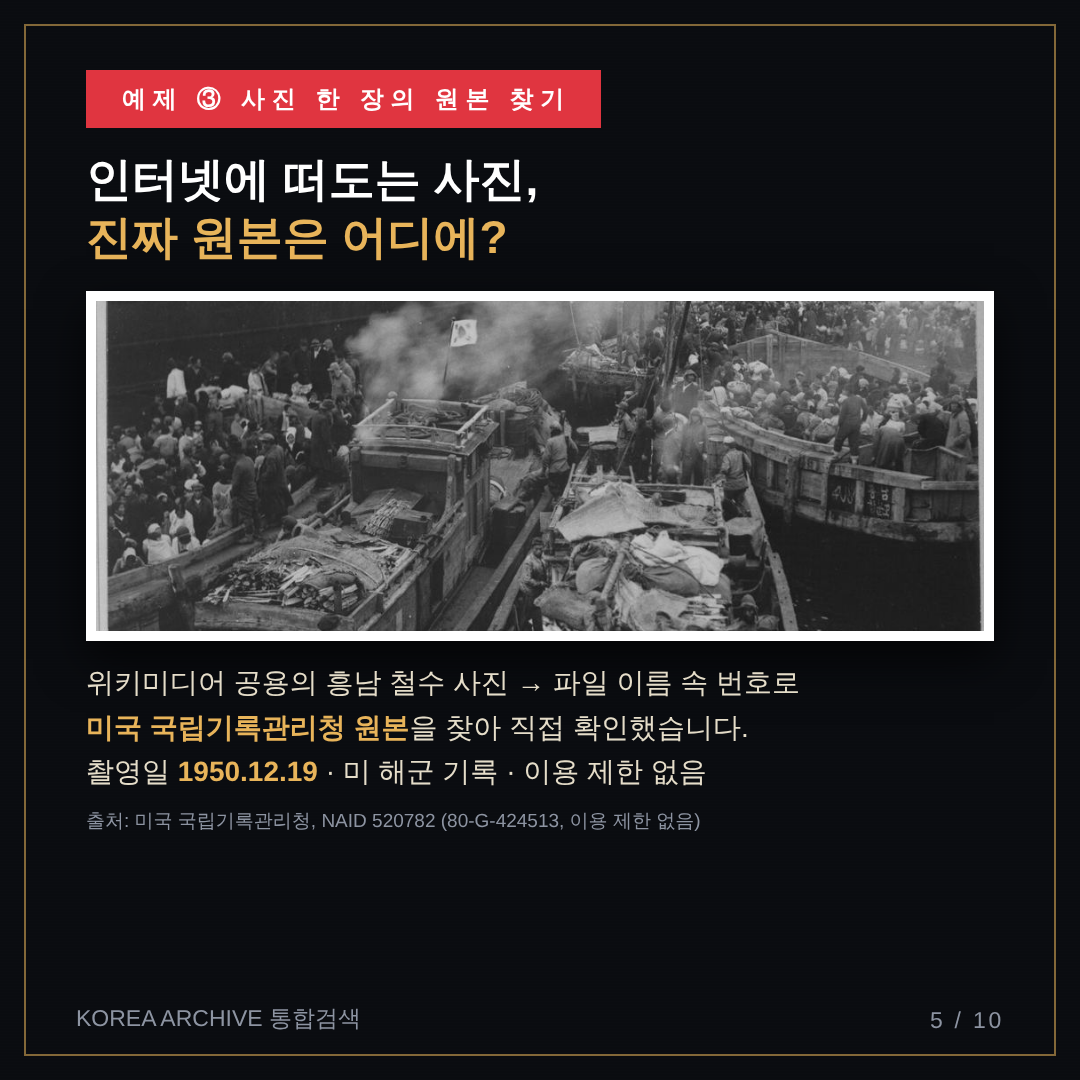 예제 ③ 사진 한 장의 원본 찾기
인터넷에 떠도는 사진,
진짜 원본은 어디에?
위키미디어 공용의 흥남 철수 사진 → 파일 이름 속 번호로
미국 국립기록관리청 원본을 찾아 직접 확인했습니다.
촬영일 1950.12.19 · 미 해군 기록 · 이용 제한 없음
출처: 미국 국립기록관리청, NAID 520782 (80-G-424513, 이용 제한 없음)
KOREA ARCHIVE 통합검색
5 / 10